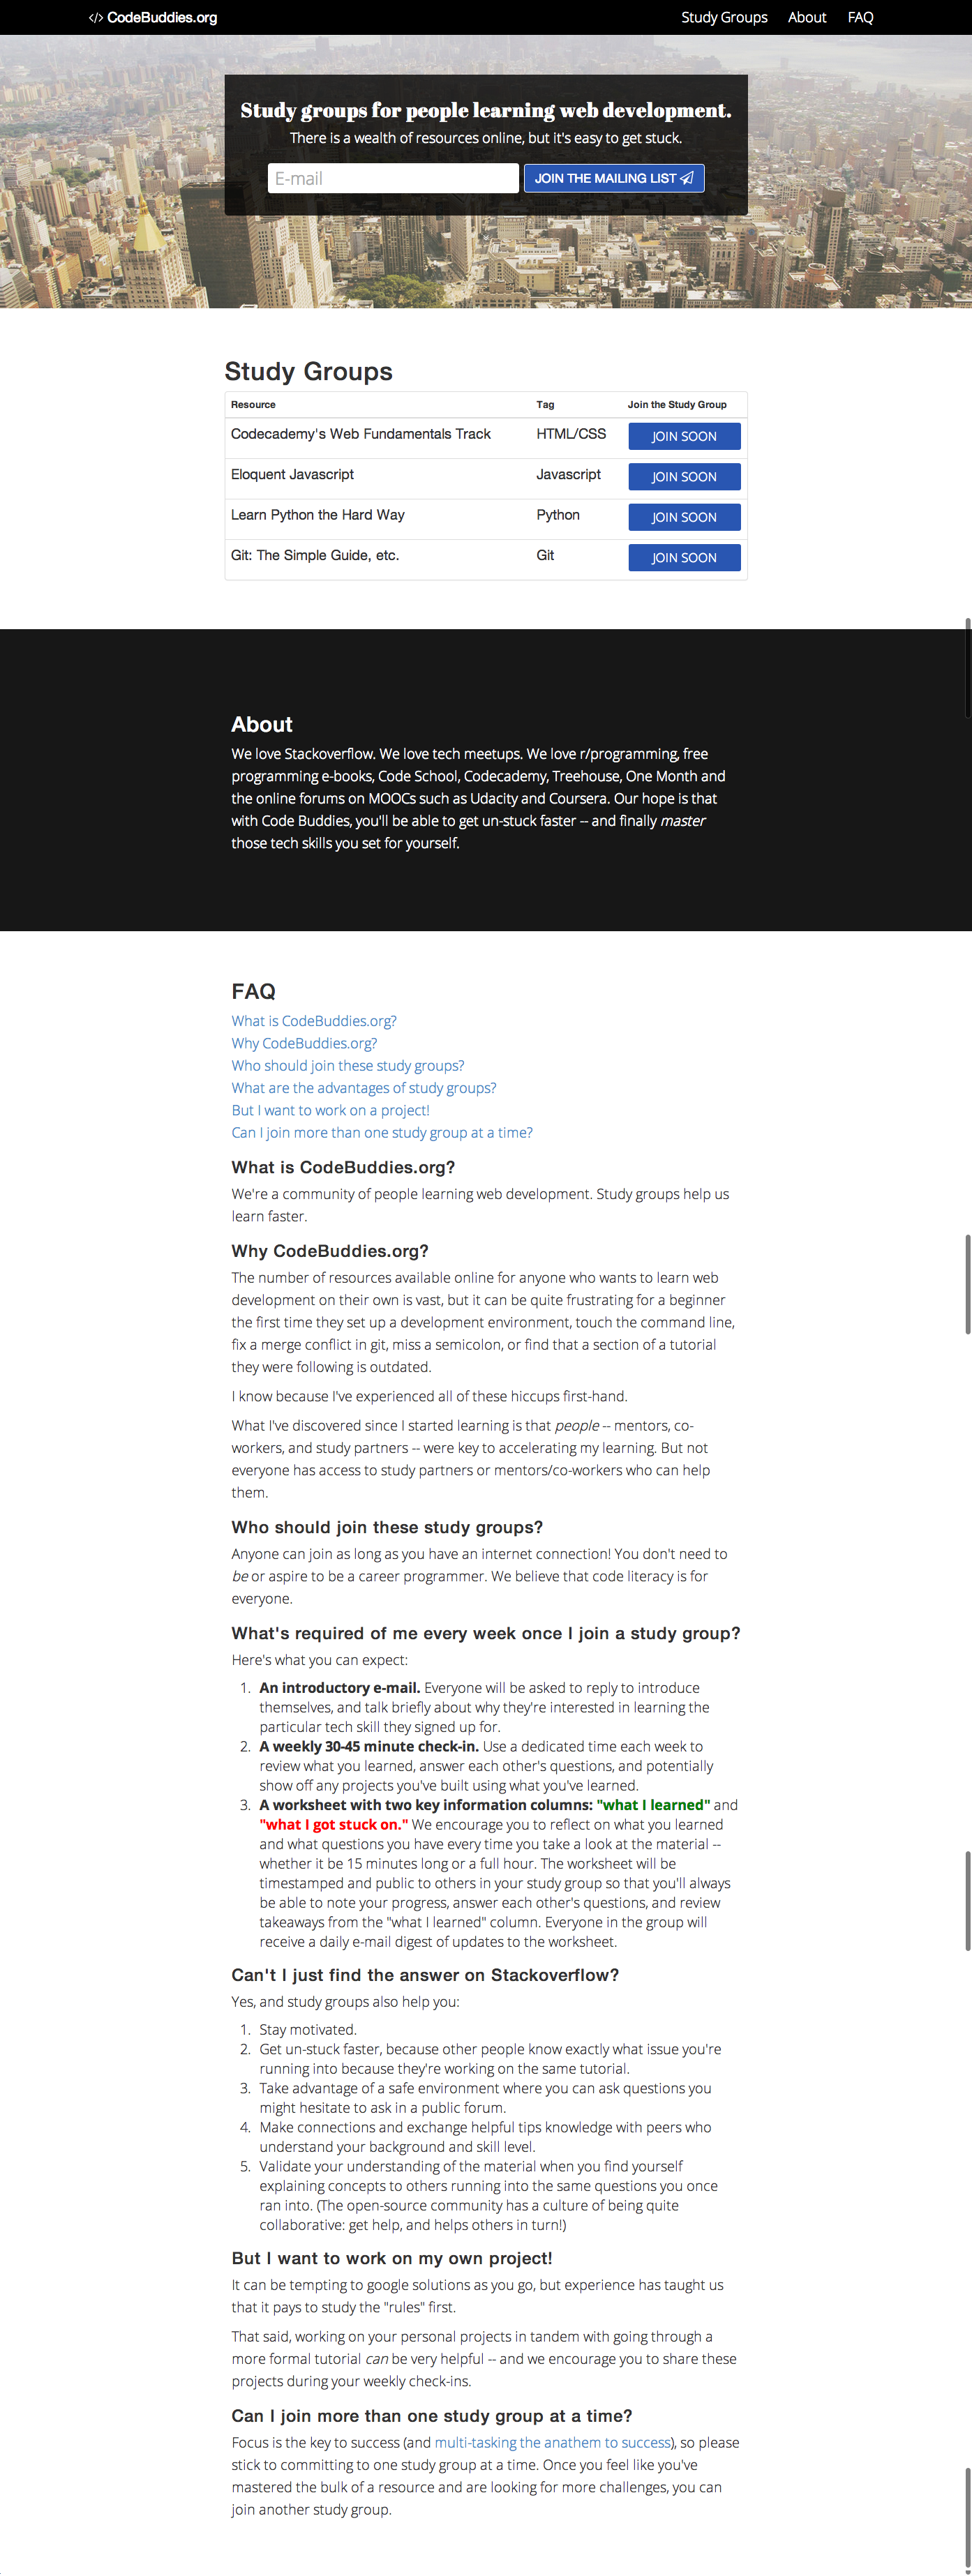 </> CodeBuddies.org Study Groups About FAQ
Study groups for people learning web development.
There is a wealth of resources online, but it's easy to get stuck.
E-mail JOIN THE MAILING LIST
Study Groups
Resource Tag Join the Study Group
Codecademy's Web Fundamentals Track HTML/CSS JOIN SOON
Eloquent Javascript Javascript JOIN SOON
Learn Python the Hard Way Python JOIN SOON
Git: The Simple Guide, etc. Git JOIN SOON
About
We love Stackoverflow. We love tech meetups. We love r/programming, free
programming e-books, Code School, Codecademy, Treehouse, One Month and
the online forums on MOOCs such as Udacity and Coursera. Our hope is that
with Code Buddies, you'll be able to get un-stuck faster -- and finally master
those tech skills you set for yourself.
FAQ
What is CodeBuddies.org?
Why CodeBuddies.org?
Who should join these study groups?
What are the advantages of study groups?
But I want to work on a project!
Can I join more than one study group at a time?
What is CodeBuddies.org?
We're a community of people learning web development. Study groups help us
learn faster.
Why CodeBuddies.org?
The number of resources available online for anyone who wants to learn web
development on their own is vast, but it can be quite frustrating for a beginner
the first time they set up a development environment, touch the command line,
fix a merge conflict in git, miss a semicolon, or find that a section of a tutorial
they were following is outdated.
I know because I've experienced all of these hiccups first-hand.
What I've discovered since I started learning is that people -- mentors, co-
workers, and study partners -- were key to accelerating my learning. But not
everyone has access to study partners or mentors/co-workers who can help
them.
Who should join these study groups?
Anyone can join as long as you have an internet connection! You don't need to
be or aspire to be a career programmer. We believe that code literacy is for
everyone.
What's required of me every week once I join a study group?
Here's what you can expect:
1. An introductory e-mail. Everyone will be asked to reply to introduce
themselves, and talk briefly about why they're interested in learning the
particular tech skill they signed up for.
2. A weekly 30-45 minute check-in. Use a dedicated time each week to
review what you learned, answer each other's questions, and potentially
show off any projects you've built using what you've learned.
3. A worksheet with two key information columns: "what I learned" and
"what I got stuck on." We encourage you to reflect on what you learned
and what questions you have every time you take a look at the material --
whether it be 15 minutes long or a full hour. The worksheet will be
timestamped and public to others in your study group so that you'll always
be able to note your progress, answer each other's questions, and review
takeaways from the "what I learned" column. Everyone in the group will
receive a daily e-mail digest of updates to the worksheet.
Can't I just find the answer on Stackoverflow?
Yes, and study groups also help you:
1. Stay motivated.
2. Get un-stuck faster, because other people know exactly what issue you're
running into because they're working on the same tutorial.
3. Take advantage of a safe environment where you can ask questions you
might hesitate to ask in a public forum.
4. Make connections and exchange helpful tips knowledge with peers who
understand your background and skill level.
5. Validate your understanding of the material when you find yourself
explaining concepts to others running into the same questions you once
ran into. (The open-source community has a culture of being quite
collaborative: get help, and helps others in turn!)
But I want to work on my own project!
It can be tempting to google solutions as you go, but experience has taught us
that it pays to study the "rules" first.
That said, working on your personal projects in tandem with going through a
more formal tutorial can be very helpful -- and we encourage you to share these
projects during your weekly check-ins.
Can I join more than one study group at a time?
Focus is the key to success (and multi-tasking the anathem to success), so please
stick to committing to one study group at a time. Once you feel like you've
mastered the bulk of a resource and are looking for more challenges, you can
join another study group.